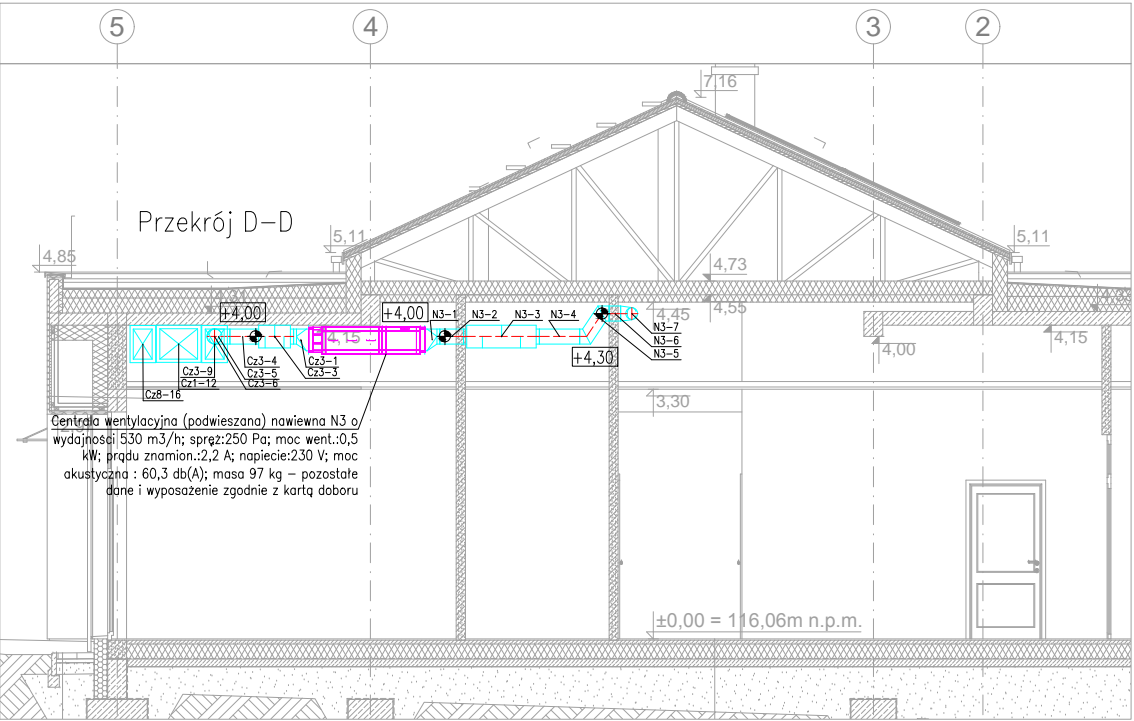 5
4
3
2
7,16
Przekrój D-D
5,11
5,11
4,85
4,73
+4,00
+4,00
4,45
4,55
N3-1
N3-2
N3-3
N3-4
N3-7
N3-5
N3-6
+4,30
4,15
4,00
4,15
Cz3-4
Cz3-1
Cz3-9
Cz3-5
Cz3-3
Cz1-12
Cz3-6
Cz8-16
3,30
Centrala wentylacyjna (podwieszana) nawiewna N3 o
wydajności 530 m3/h; spręż:250 Pa; moc went.:0,5
kW; prądu znamion.:2,2 A; napiecie:230 V; moc
akustyczna : 60,3 db(A); masa 97 kg – pozostałe
dane i wyposażenie zgodnie z kartą doboru
±0,00 = 116,06m n.p.m.